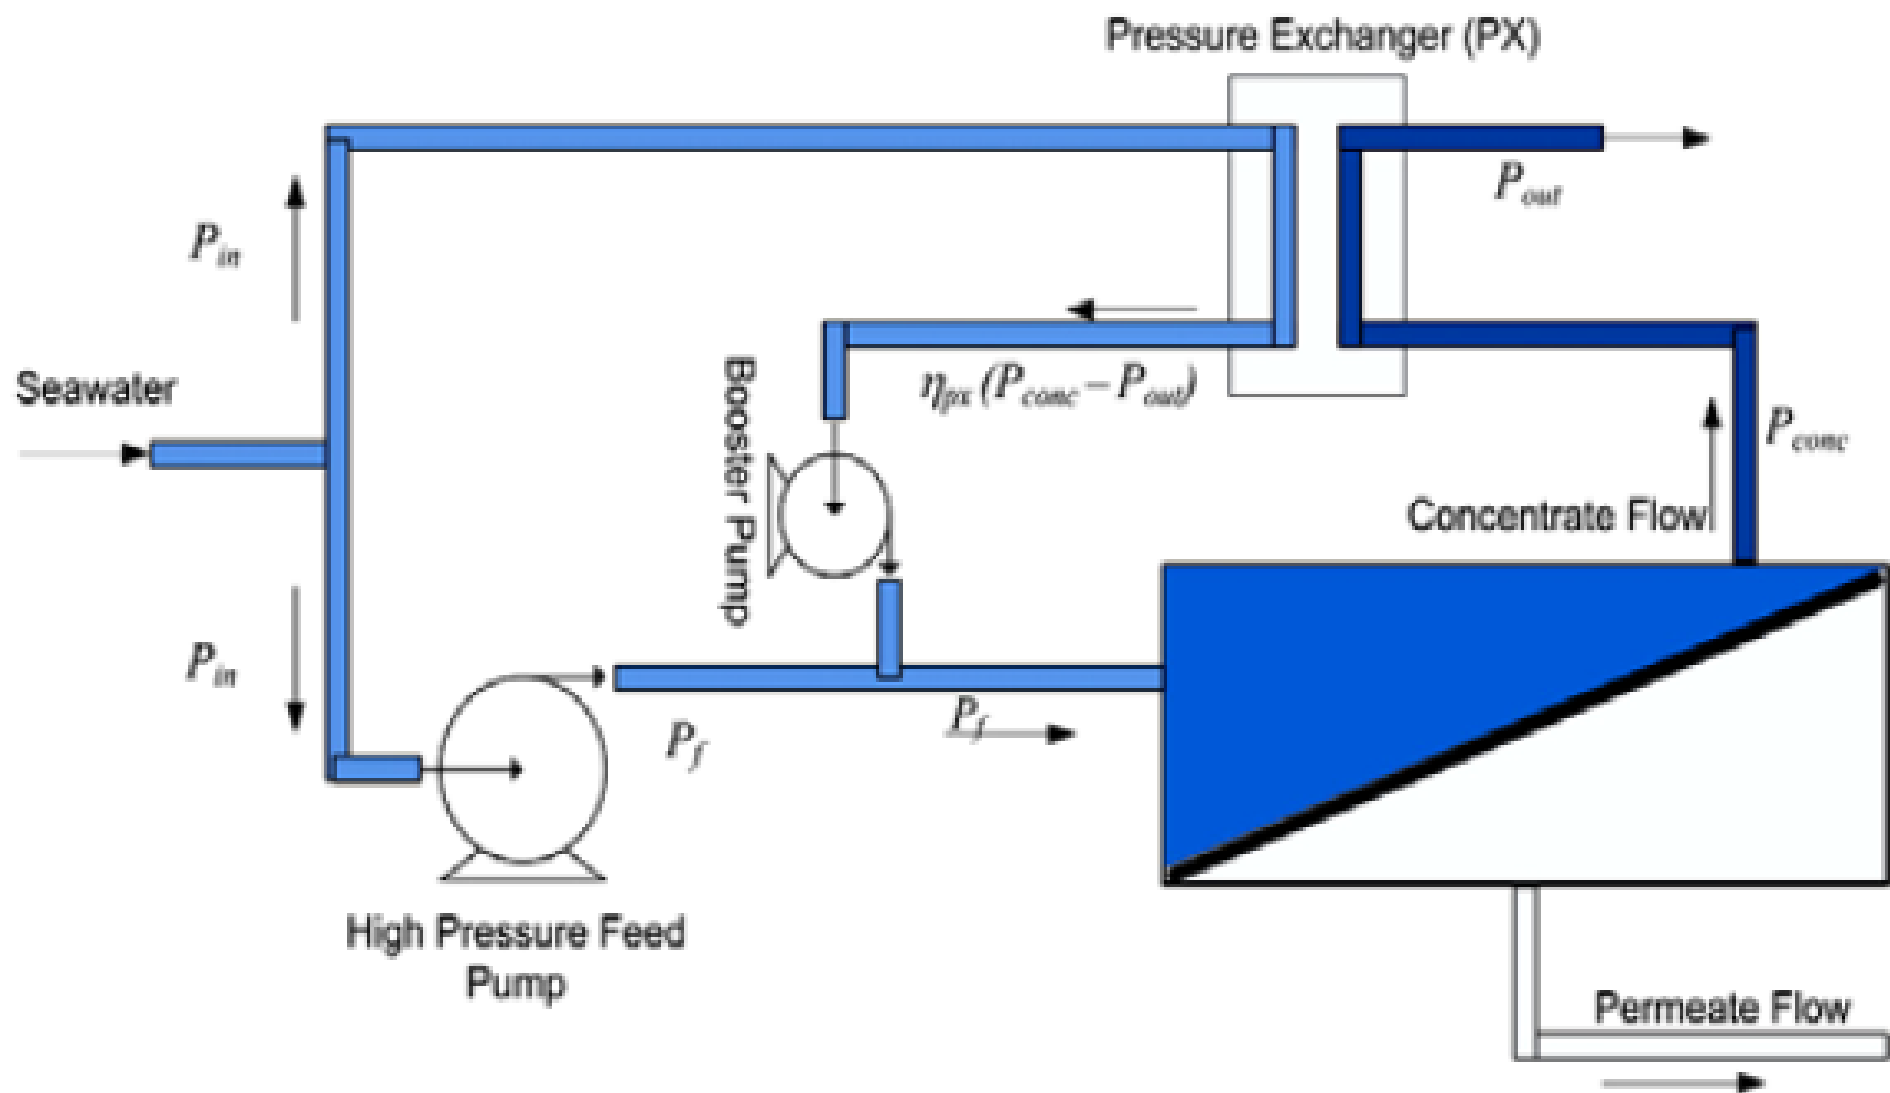 Pressure Exchanger (PX)
P_out
P_in
η_px (P_conc – P_out)
Seawater
Booster Pump
P_conc
Concentrate Flow
P_in
P_f
P_f
High Pressure Feed
Pump
Permeate Flow